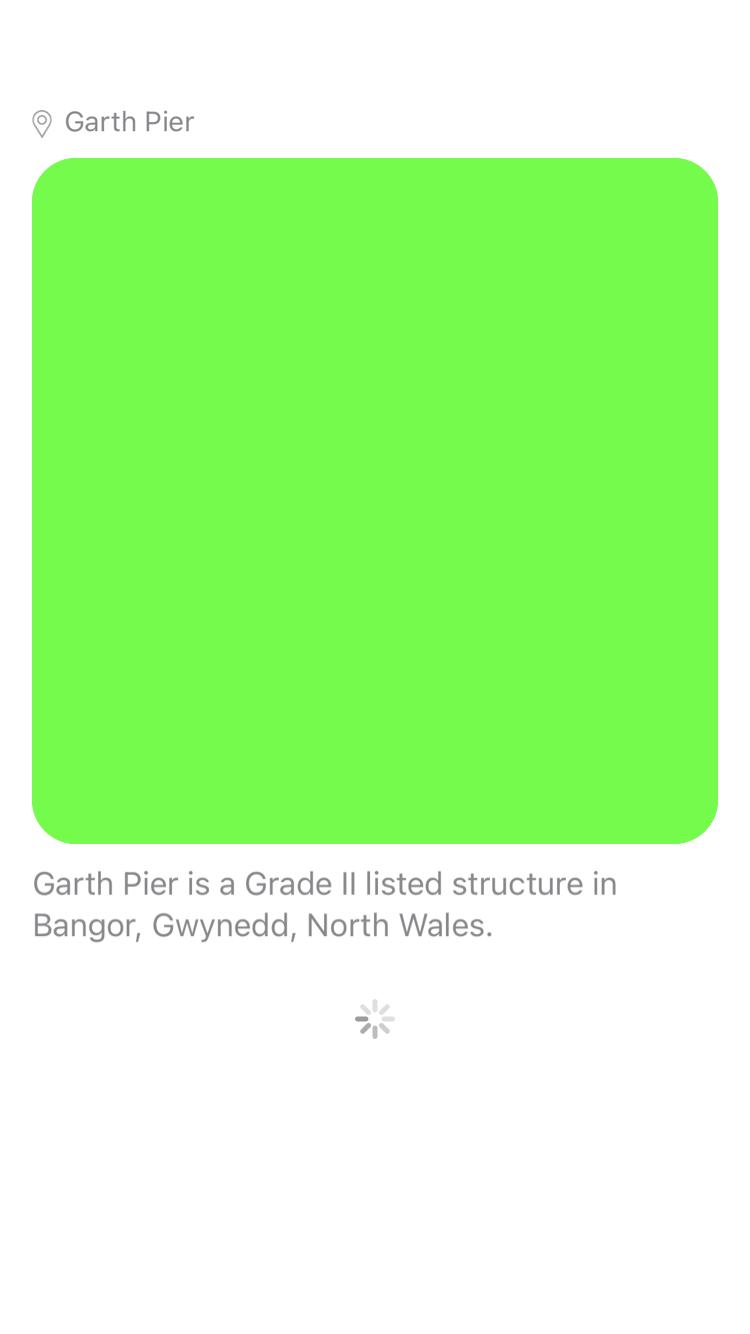 Garth Pier
Garth Pier is a Grade II listed structure in
Bangor, Gwynedd, North Wales.